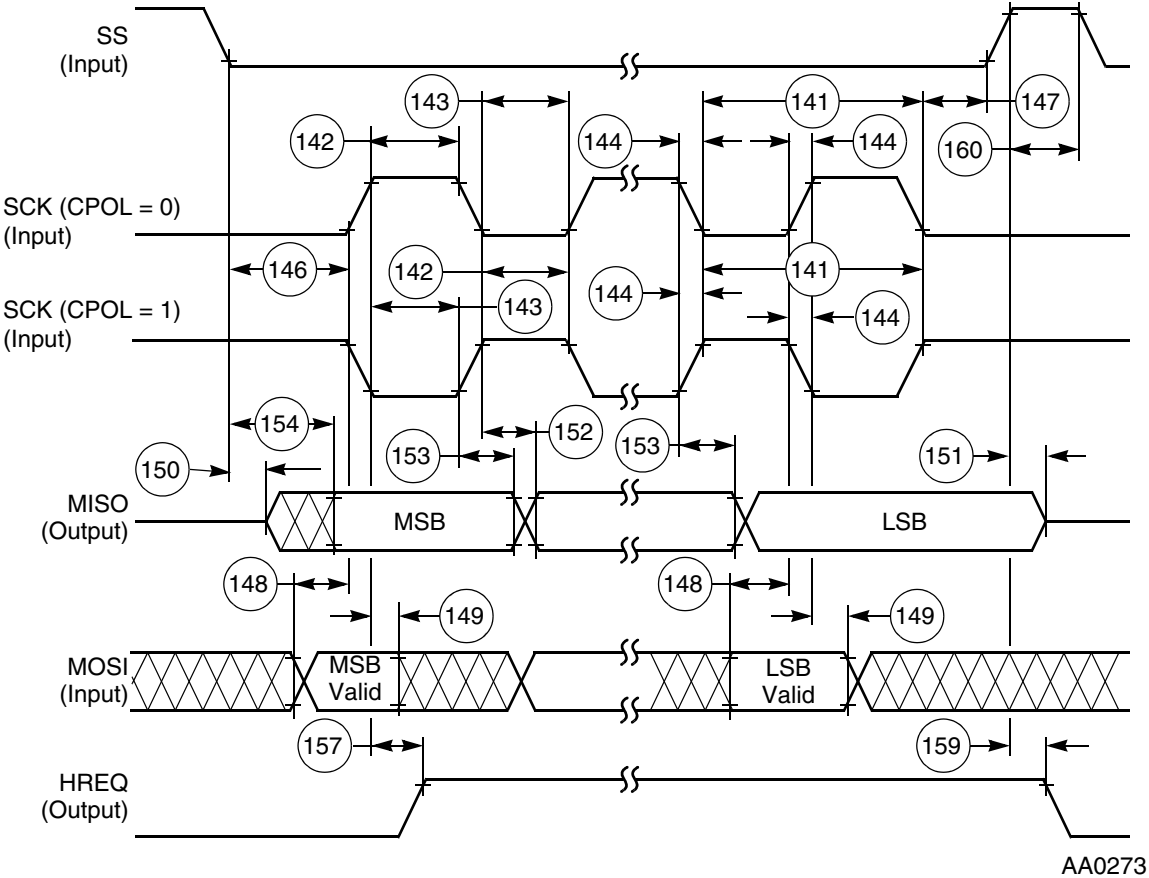 SS
(Input)
143
141
147
142
144
144
160
SCK (CPOL = 0)
(Input)
146
142
141
144
143
144
SCK (CPOL = 1)
(Input)
154
152
153
153
150
151
MISO
(Output)
MSB
LSB
148
148
149
149
MOSI
(Input)
MSB
Valid
LSB
Valid
157
159
HREQ
(Output)
AA0273